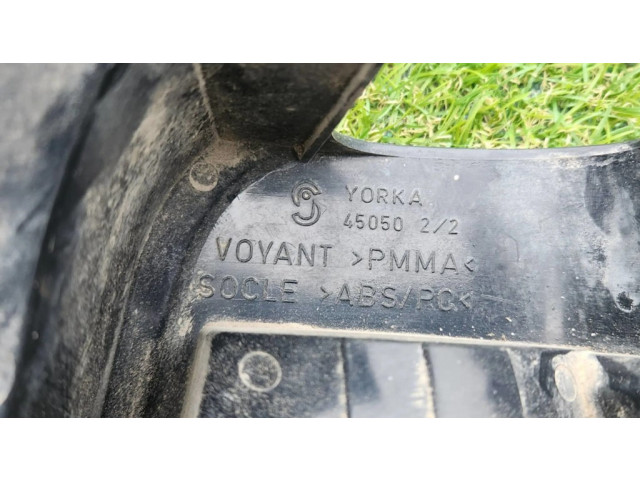 YORKA
45050 2/2
VOYANT >PMMA<
SOCLE >ABS/PC<